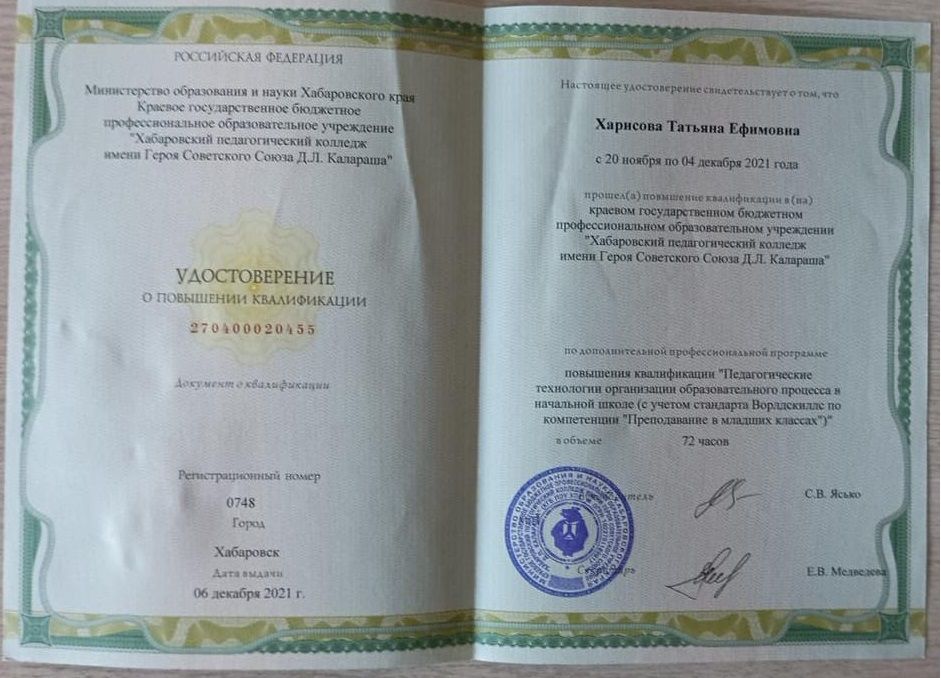 РОССИЙСКАЯ ФЕДЕРАЦИЯ
Министерство образования и науки Хабаровского края
Краевое государственное бюджетное
профессиональное образовательное учреждение
"Хабаровский педагогический колледж
имени Героя Советского Союза Д.Л. Калараша"
УДОСТОВЕРЕНИЕ
О ПОВЫШЕНИИ КВАЛИФИКАЦИИ
270400020455
Документ о квалификации
Регистрационный номер
0748
Город
Хабаровск
Дата выдачи
06 декабря 2021 г.
Настоящее удостоверение свидетельствует о том, что
Харисова Татьяна Ефимовна
с 20 ноября по 04 декабря 2021 года
прошел(а) повышение квалификации в (на)
краевом государственном бюджетном
профессиональном образовательном учреждении
"Хабаровский педагогический колледж
имени Героя Советского Союза Д.Л. Калараша"
по дополнительной профессиональной программе
повышения квалификации "Педагогические
технологии организации образовательного процесса в
начальной школе (с учетом стандарта Ворлдскиллс по
компетенции "Преподавание в младших классах")"
в объеме 72 часов
С.В. Ясько
Е.В. Медведева